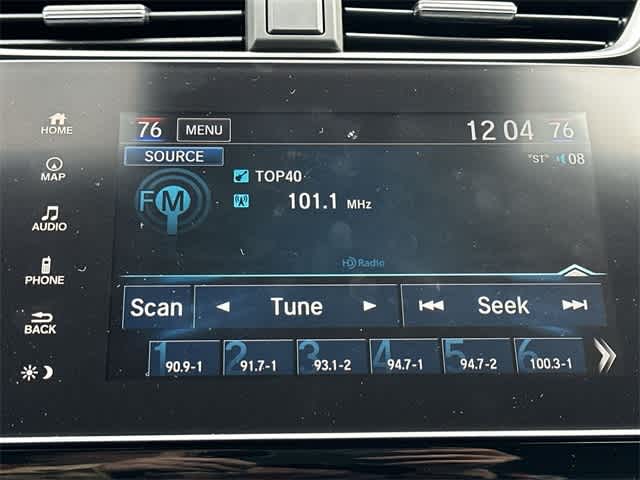 HOME
MAP
AUDIO
PHONE
BACK
76 MENU 12 04 76
SOURCE "ST" 08
FM TOP40
101.1 MHz
HD Radio
Scan Tune Seek
1 90.9-1 2 91.7-1 3 93.1-2 4 94.7-1 5 94.7-2 6 100.3-1